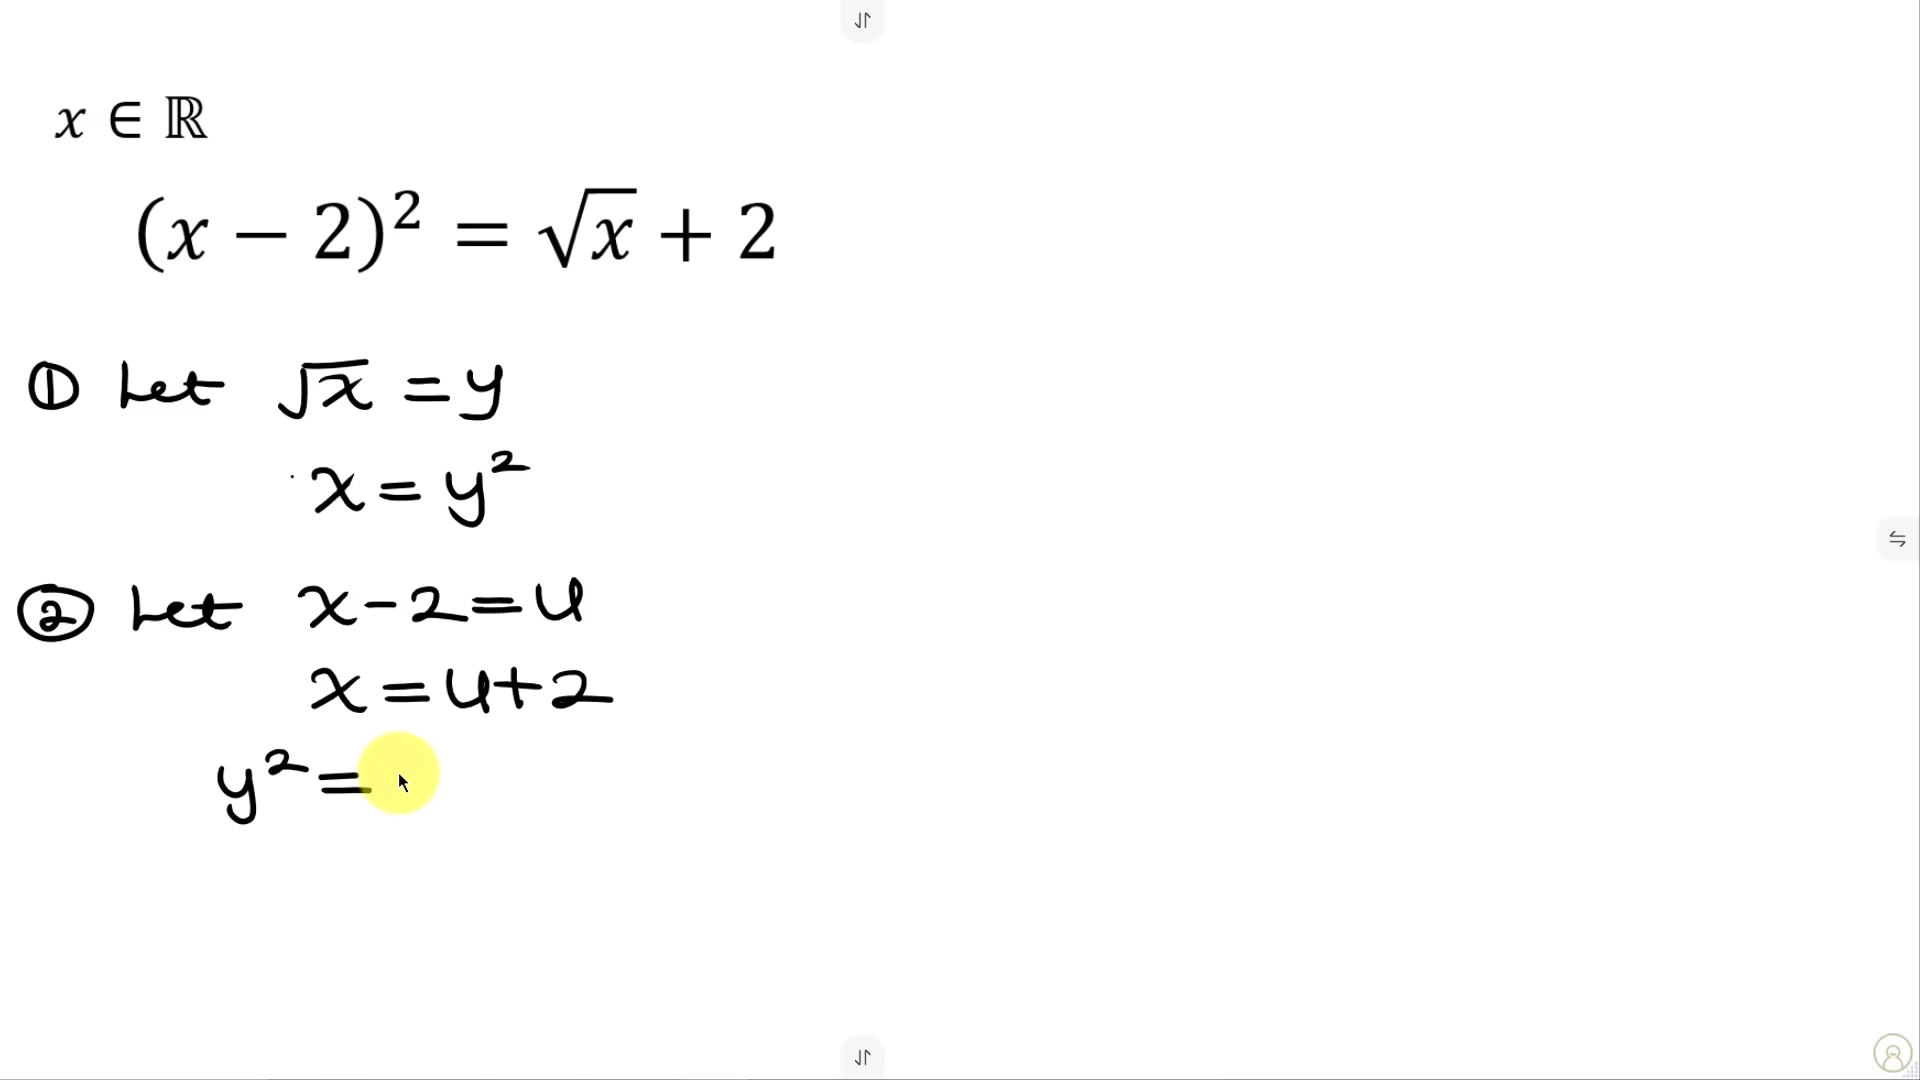 x ∈ ℝ
(x − 2)² = √x + 2
① Let √x = y
x = y²
② Let x - 2 = u
x = u + 2
y² =